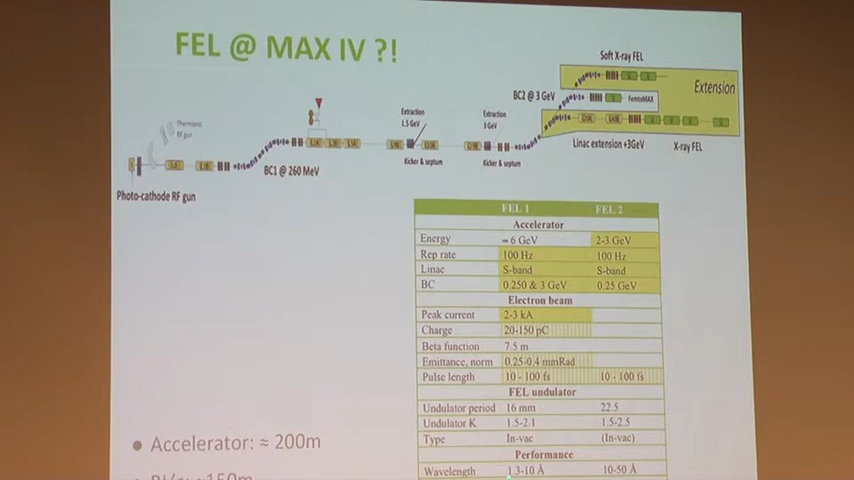 FEL @ MAX IV ?!
Soft X-ray FEL
Extension
BC2 @ 3 GeV
FemtoMAX
Thermionic
RF gun
Extraction
1.5 GeV
Extraction
3 GeV
Linac extension +3GeV
X-ray FEL
Kicker & septum
Kicker & septum
BC1 @ 260 MeV
Photo-cathode RF gun
FEL 1 FEL 2
Accelerator
Energy ≈ 6 GeV 2-3 GeV
Rep rate 100 Hz 100 Hz
Linac S-band S-band
BC 0.250 & 3 GeV 0.25 GeV
Electron beam
Peak current 2-3 kA
Charge 20-150 pC
Beta function 7.5 m
Emittance, norm 0.25-0.4 mmRad
Pulse length 10 - 100 fs 10 - 100 fs
FEL undulator
Undulator period 16 mm 22.5
Undulator K 1.5-2.1 1.5-2.5
Type In-vac (In-vac)
Performance
Wavelength 1.3-10 Å 10-50 Å
• Accelerator: ≈ 200m